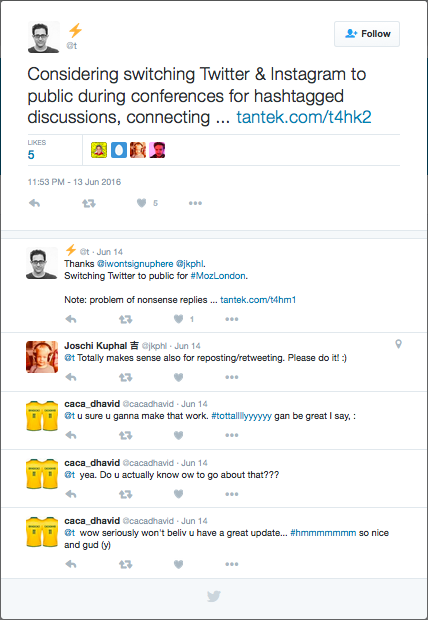 ⚡
@t
Follow
Considering switching Twitter & Instagram to
public during conferences for hashtagged
discussions, connecting ... tantek.com/t4hk2
LIKES
5
11:53 PM - 13 Jun 2016
5
⚡ @t · Jun 14
Thanks @iwontsignuphere @jkphl.
Switching Twitter to public for #MozLondon.
Note: problem of nonsense replies ... tantek.com/t4hm1
1
Joschi Kuphal 吉 @jkphl · Jun 14
@t Totally makes sense also for reposting/retweeting. Please do it! :)
caca_dhavid @cacadhavid · Jun 14
@t u sure u ganna make that work. #tottallllyyyyyy gan be great I say, :
caca_dhavid @cacadhavid · Jun 14
@t yea. Do u actually know ow to go about that???
caca_dhavid @cacadhavid · Jun 14
@t wow seriously won't beliv u have a great update... #hmmmmmmm so nice
and gud (y)